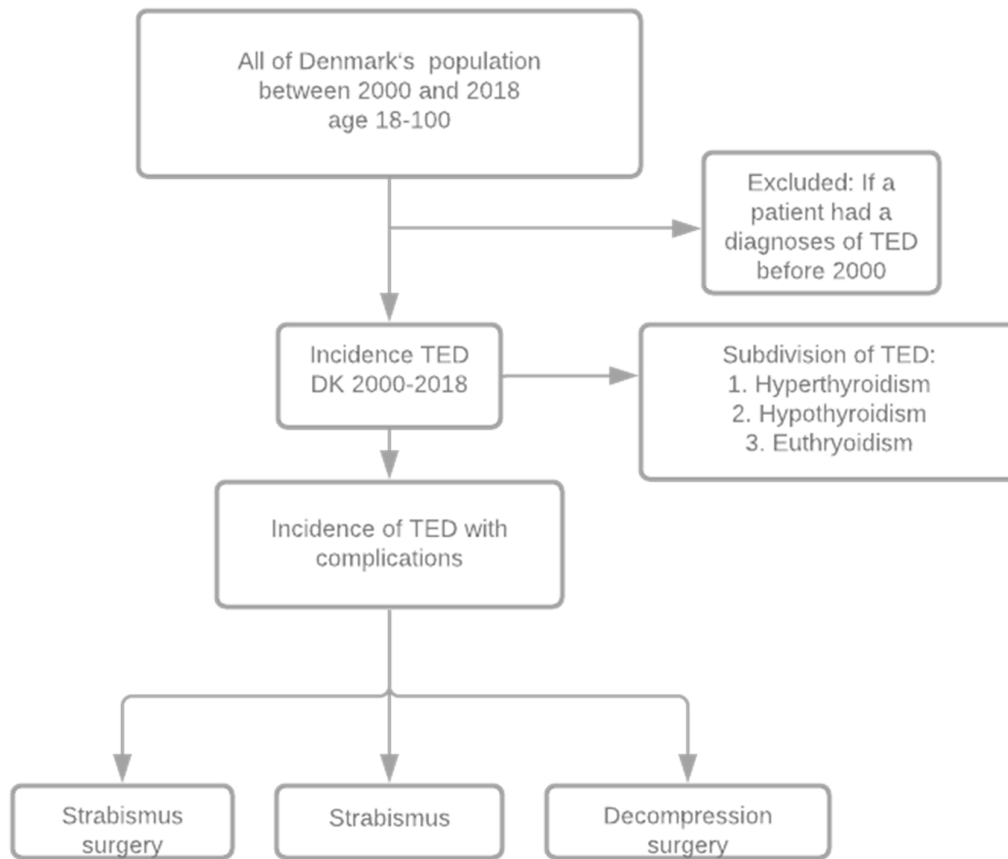 All of Denmark‘s  population
between 2000 and 2018
age 18-100
Excluded: If a
patient had a
diagnoses of TED
before 2000
Incidence TED
DK 2000-2018
Subdivision of TED:
1. Hyperthyroidism
2. Hypothyroidism
3. Euthryoidism
Incidence of TED with
complications
Strabismus
surgery
Strabismus
Decompression
surgery